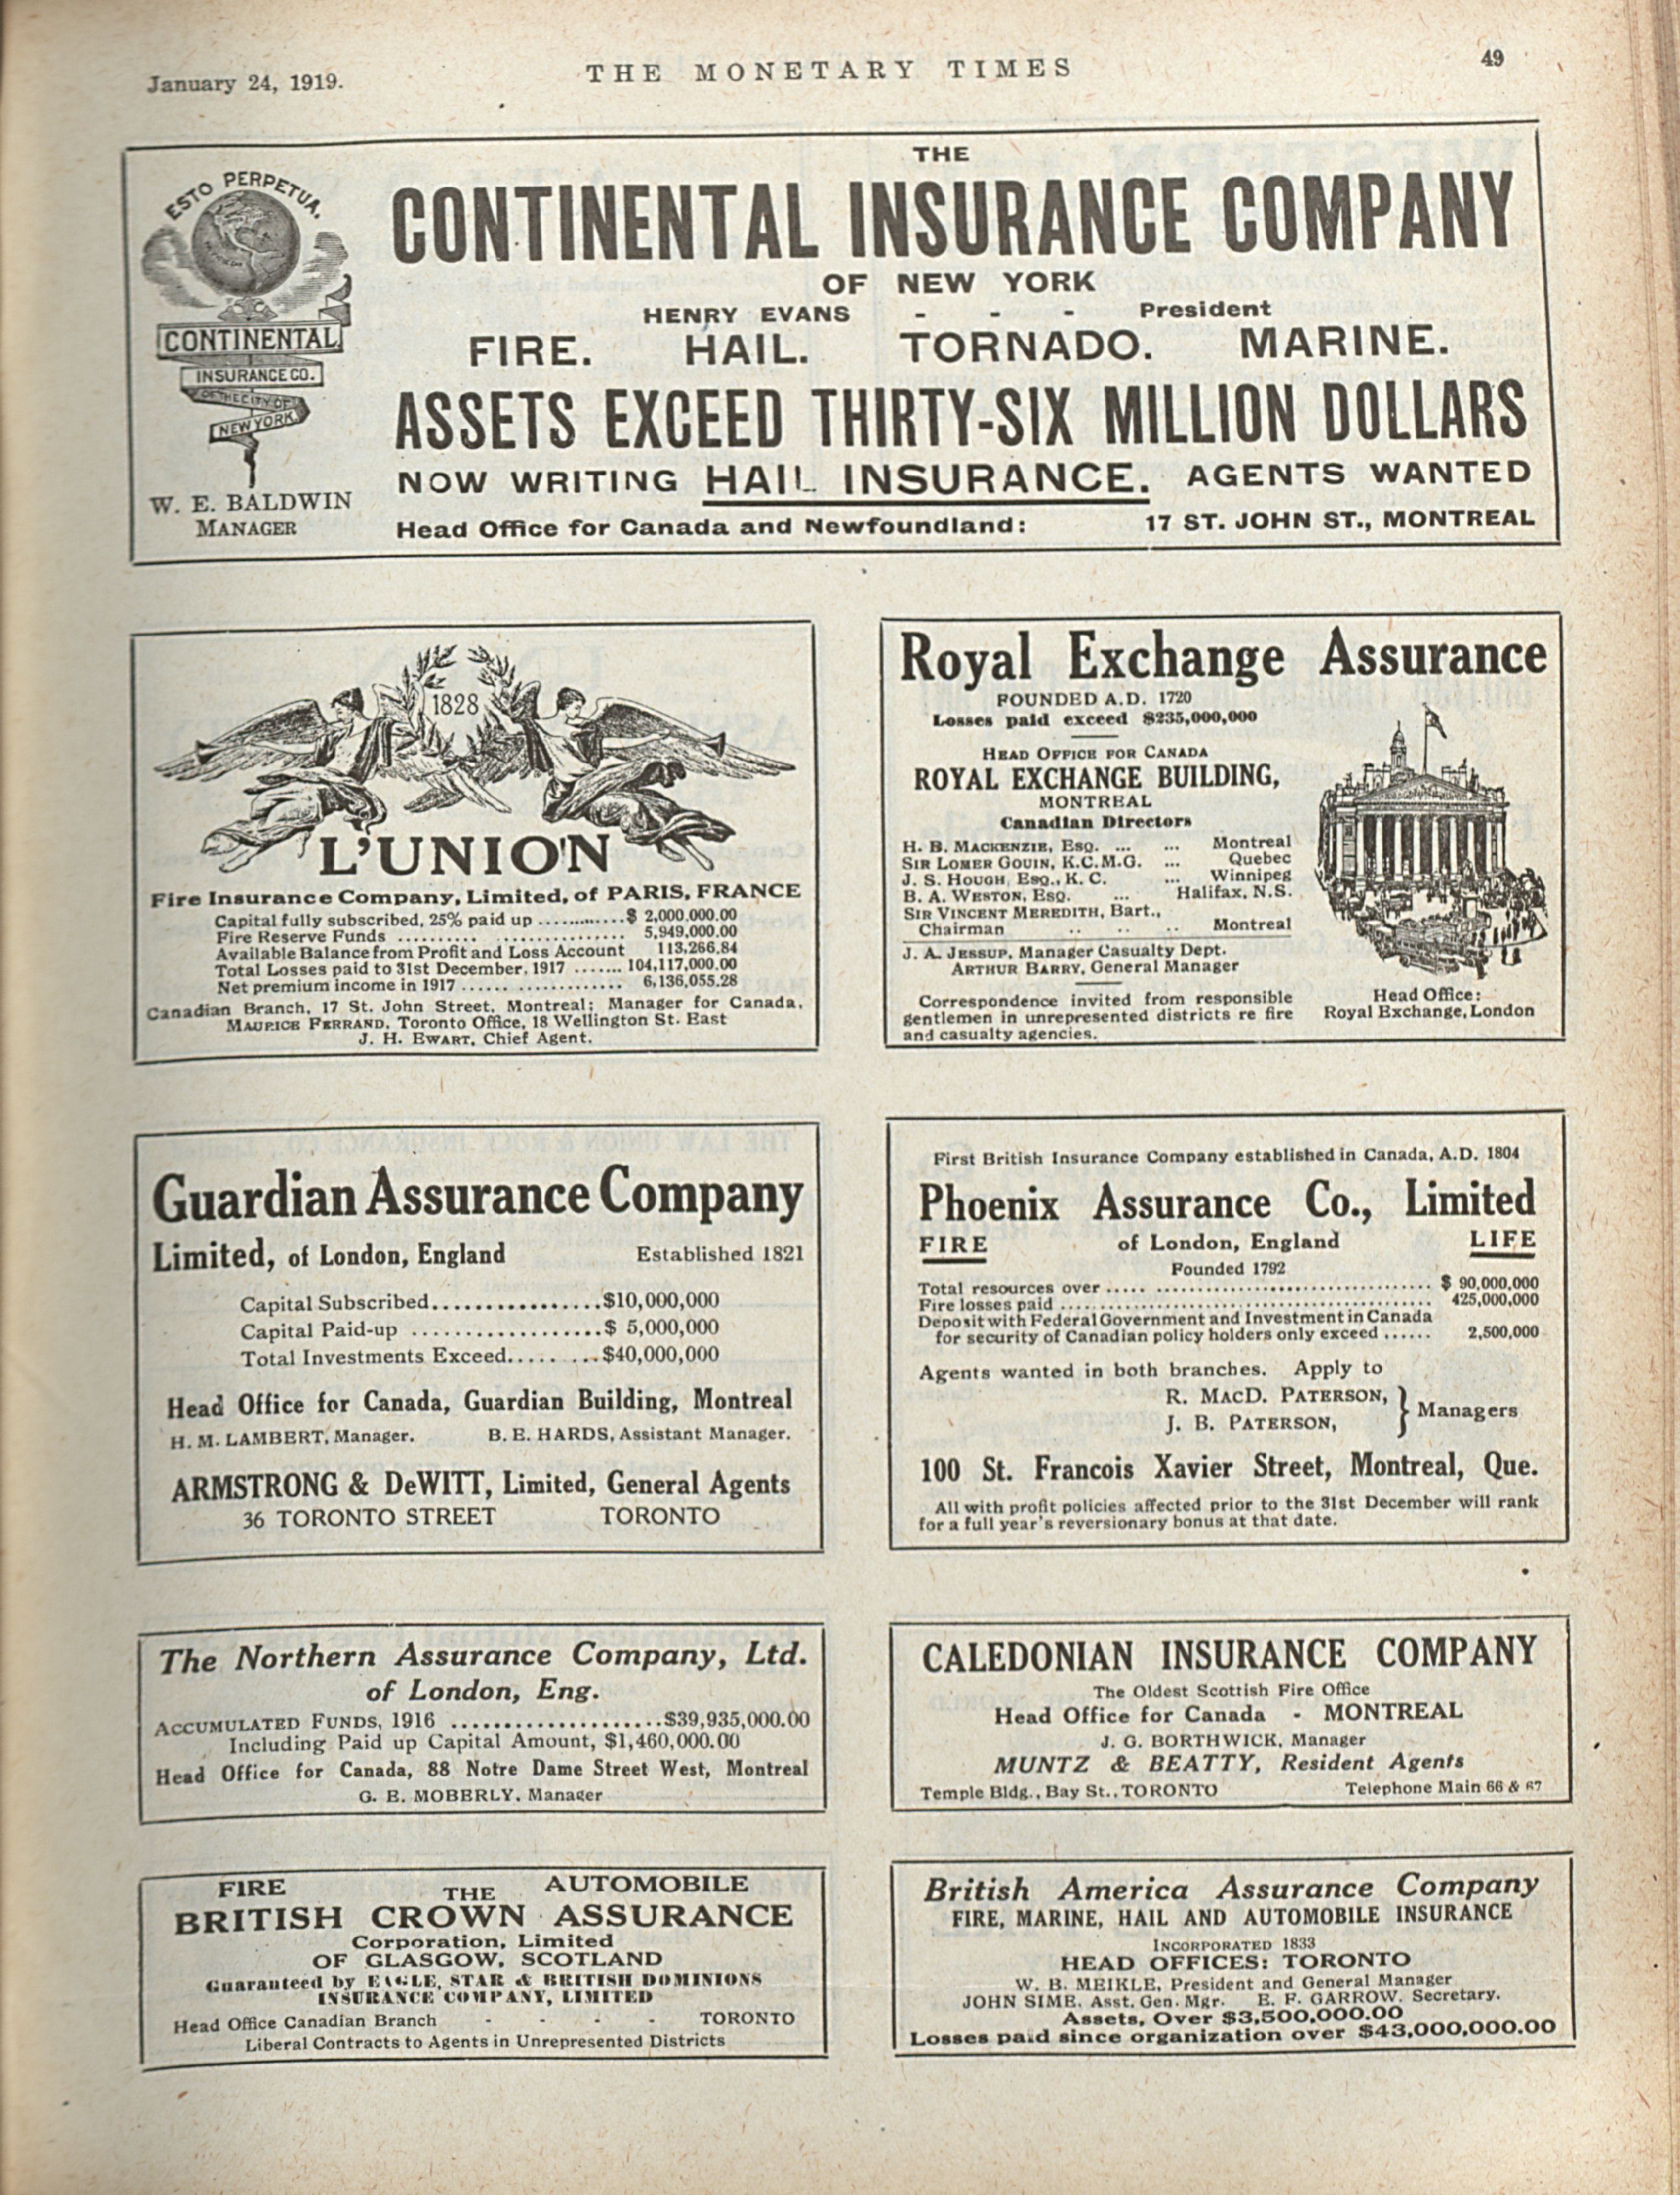 January 24, 1919.
THE MONETARY TIMES
49
ESTO PERPETUA.
CONTINENTAL
INSURANCE CO.
OF THE CITY OF
NEW YORK
W. E. BALDWIN
MANAGER
THE
CONTINENTAL INSURANCE COMPANY
OF NEW YORK
HENRY EVANS - - - President
FIRE. HAIL. TORNADO. MARINE.
ASSETS EXCEED THIRTY-SIX MILLION DOLLARS
NOW WRITING HAIL INSURANCE. AGENTS WANTED
Head Office for Canada and Newfoundland: 17 ST. JOHN ST., MONTREAL
1828
L'UNION
Fire Insurance Company, Limited, of PARIS, FRANCE
Capital fully subscribed, 25% paid up ............ $ 2,000,000.00
Fire Reserve Funds .......... ................ 5,949,000.00
Available Balance from Profit and Loss Account 113,266.84
Total Losses paid to 31st December, 1917 ....... 104,117,000.00
Net premium income in 1917 ...... ............. 6,136,055.28
Canadian Branch, 17 St. John Street, Montreal; Manager for Canada,
MAURICE FERRAND, Toronto Office, 18 Wellington St. East
J. H. EWART, Chief Agent.
Royal Exchange Assurance
FOUNDED A.D. 1720
Losses paid exceed $235,000,000
HEAD OFFICE FOR CANADA
ROYAL EXCHANGE BUILDING,
MONTREAL
Canadian Directors
H. B. MACKENZIE, ESQ. ... ... Montreal
SIR LOMER GOUIN, K.C.M.G. ... Quebec
J. S. HOUGH, ESQ., K. C. ... Winnipeg
B. A. WESTON, ESQ. ... Halifax, N.S.
SIR VINCENT MEREDITH, Bart.,
Chairman .. .. .. Montreal
J. A. JESSUP, Manager Casualty Dept.
ARTHUR BARRY, General Manager
Correspondence invited from responsible
gentlemen in unrepresented districts re fire
and casualty agencies.
Head Office:
Royal Exchange, London
Guardian Assurance Company
Limited, of London, England Established 1821
Capital Subscribed................$10,000,000
Capital Paid-up ..................$ 5,000,000
Total Investments Exceed.........$40,000,000
Head Office for Canada, Guardian Building, Montreal
H. M. LAMBERT, Manager. B. E. HARDS, Assistant Manager.
ARMSTRONG & DeWITT, Limited, General Agents
36 TORONTO STREET TORONTO
First British Insurance Company established in Canada, A.D. 1804
Phoenix Assurance Co., Limited
FIRE of London, England LIFE
Founded 1792
Total resources over ..... ................................ $ 90,000,000
Fire losses paid ........................................... 425,000,000
Deposit with Federal Government and Investment in Canada
for security of Canadian policy holders only exceed ...... 2,500,000
Agents wanted in both branches. Apply to
R. MACD. PATERSON,
J. B. PATERSON, } Managers
100 St. Francois Xavier Street, Montreal, Que.
All with profit policies affected prior to the 31st December will rank
for a full year's reversionary bonus at that date.
The Northern Assurance Company, Ltd.
of London, Eng.
ACCUMULATED FUNDS, 1916 ....................$39,935,000.00
Including Paid up Capital Amount, $1,460,000.00
Head Office for Canada, 88 Notre Dame Street West, Montreal
G. E. MOBERLY, Manager
CALEDONIAN INSURANCE COMPANY
The Oldest Scottish Fire Office
Head Office for Canada - MONTREAL
J. G. BORTHWICK, Manager
MUNTZ & BEATTY, Resident Agents
Temple Bldg., Bay St., TORONTO Telephone Main 66 & 67
FIRE THE AUTOMOBILE
BRITISH CROWN ASSURANCE
Corporation, Limited
OF GLASGOW, SCOTLAND
Guaranteed by EAGLE, STAR & BRITISH DOMINIONS
INSURANCE COMPANY, LIMITED
Head Office Canadian Branch - - - - TORONTO
Liberal Contracts to Agents in Unrepresented Districts
British America Assurance Company
FIRE, MARINE, HAIL AND AUTOMOBILE INSURANCE
INCORPORATED 1833
HEAD OFFICES: TORONTO
W. B. MEIKLE, President and General Manager
JOHN SIME, Asst. Gen. Mgr. E. F. GARROW, Secretary.
Assets, Over $3,500,000.00
Losses paid since organization over $43,000,000.00